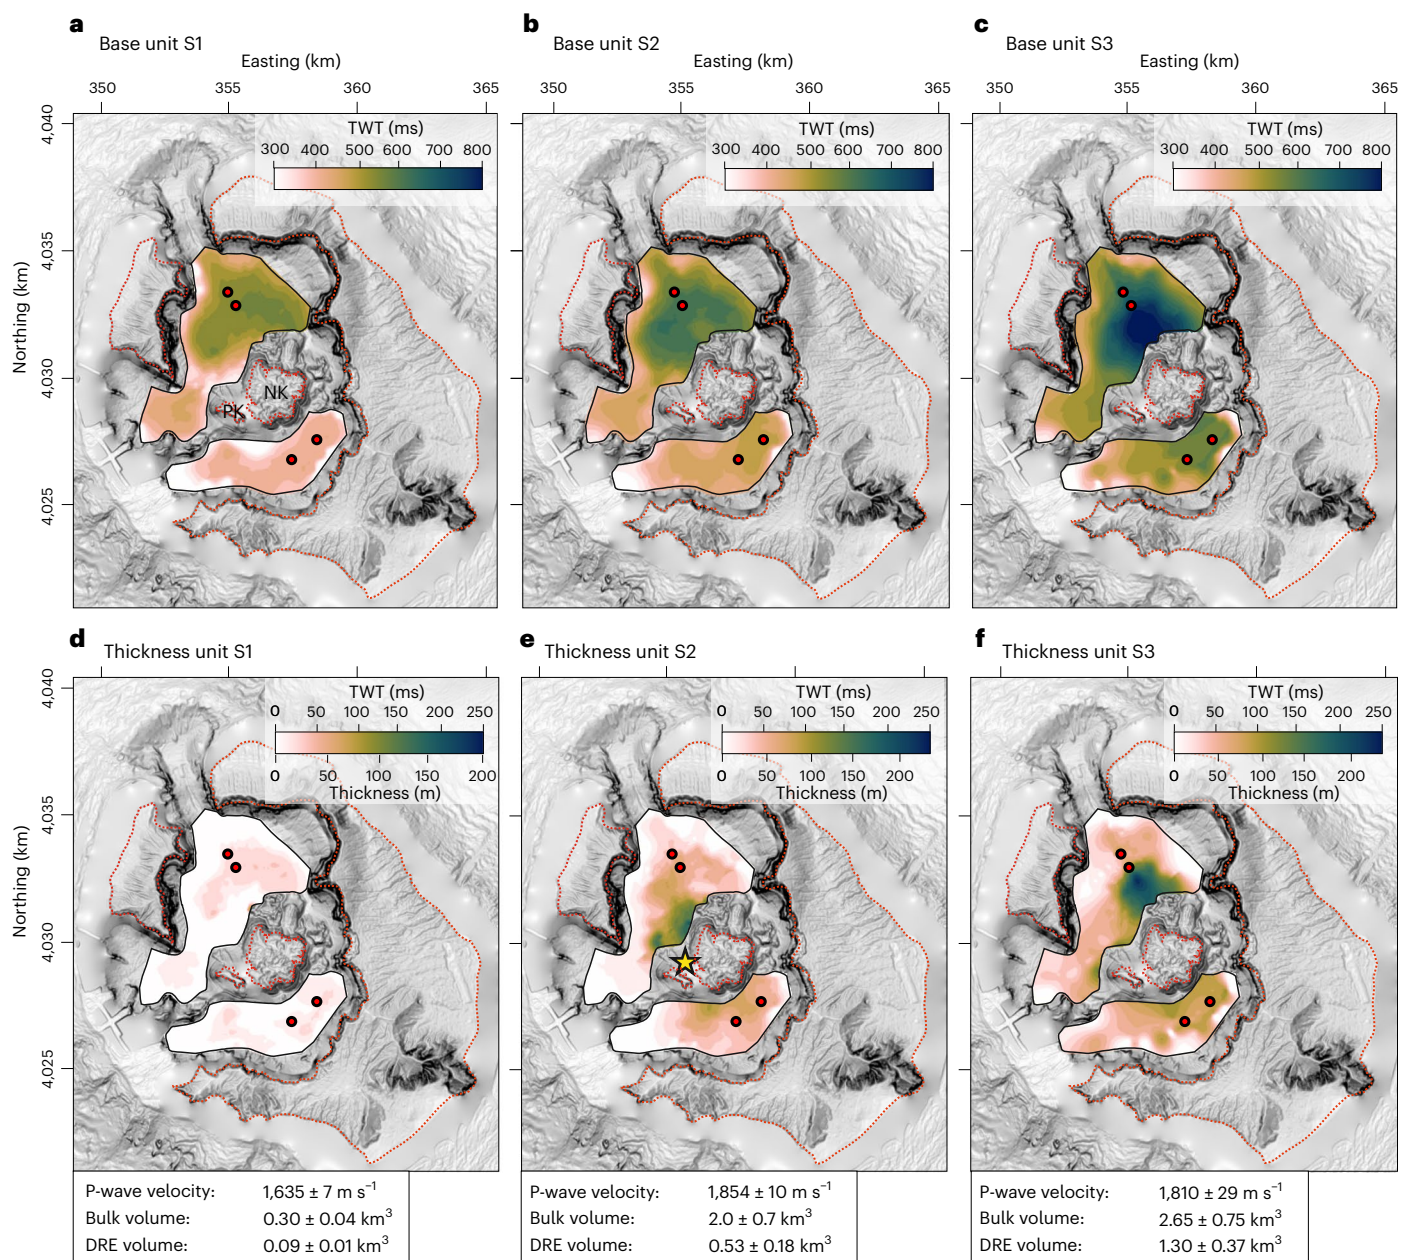 a
b
c
Base unit S1
Base unit S2
Base unit S3
Easting (km)
Easting (km)
Easting (km)
350 355 360 365
350 355 360 365
350 355 360 365
Northing (km)
4,040
4,035
4,030
4,025
TWT (ms)
300 400 500 600 700 800
TWT (ms)
300 400 500 600 700 800
TWT (ms)
300 400 500 600 700 800
NK
PK
d
e
f
Thickness unit S1
Thickness unit S2
Thickness unit S3
Northing (km)
4,040
4,035
4,030
4,025
TWT (ms)
0 50 100 150 200 250
0 50 100 150 200
Thickness (m)
TWT (ms)
0 50 100 150 200 250
0 50 100 150 200
Thickness (m)
TWT (ms)
0 50 100 150 200 250
0 50 100 150 200
Thickness (m)
P-wave velocity: 1,635 ± 7 m s⁻¹
Bulk volume: 0.30 ± 0.04 km³
DRE volume: 0.09 ± 0.01 km³
P-wave velocity: 1,854 ± 10 m s⁻¹
Bulk volume: 2.0 ± 0.7 km³
DRE volume: 0.53 ± 0.18 km³
P-wave velocity: 1,810 ± 29 m s⁻¹
Bulk volume: 2.65 ± 0.75 km³
DRE volume: 1.30 ± 0.37 km³